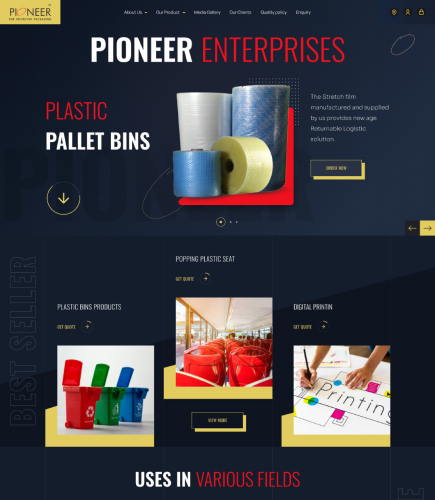 PIONEER
FOR PROTECTIVE PACKAGING
About Us
Our Product
Media Gallery
Our Clients
Quality policy
Enquiry
PIONEER ENTERPRISES
PLASTIC
PALLET BINS
The Stretch film
manufactured and supplied
by us provides new age
Returnable Logistic
solution.
ORDER NOW
PIONEER
BEST SELLER
POPPING PLASTIC SEAT
GET QUOTE
PLASTIC BINS PRODUCTS
GET QUOTE
DIGITAL PRINTIN
GET QUOTE
Printing
VIEW MORE
USES IN VARIOUS FIELDS